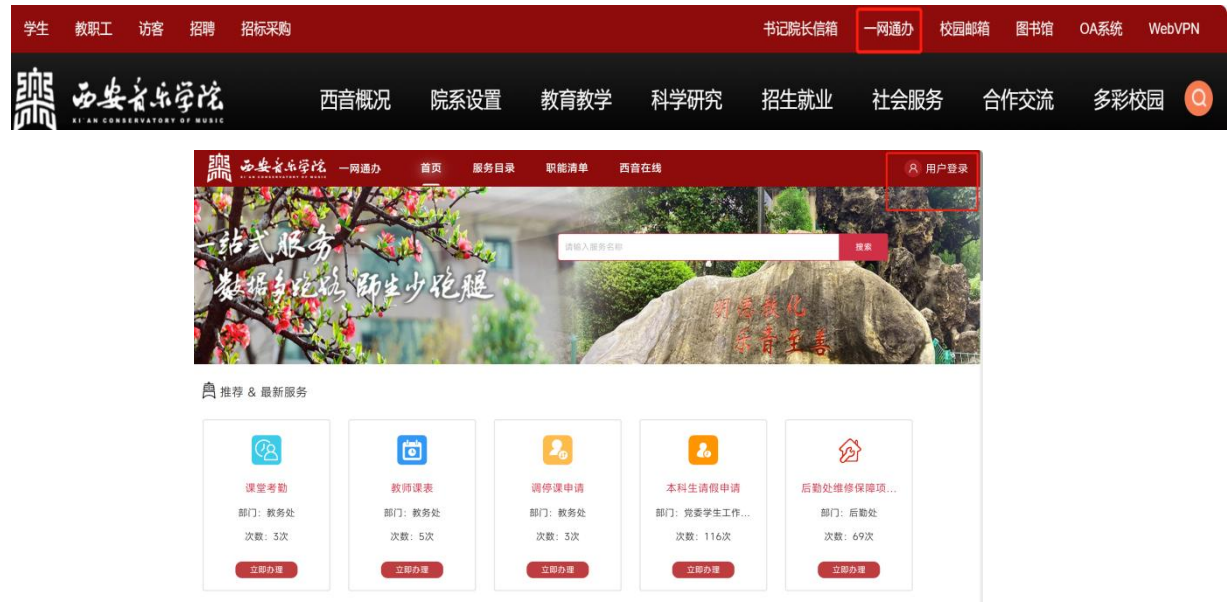 学生 教职工 访客 招聘 招标采购 书记院长信箱 一网通办 校园邮箱 图书馆 OA系统 WebVPN
西安音乐学院 西音概况 院系设置 教育教学 科学研究 招生就业 社会服务 合作交流 多彩校园
XI'AN CONSERVATORY OF MUSIC
西安音乐学院 一网通办 首页 服务目录 职能清单 西音在线 用户登录
一站式服务
请输入服务名称 搜索
数据多跑路 师生少跑腿
明德教化
乐音至善
推荐 & 最新服务
课堂考勤 教师课表 调停课申请 本科生请假申请 后勤处维修保障项...
部门：教务处 部门：教务处 部门：教务处 部门：党委学生工作... 部门：后勤处
次数：3次 次数：5次 次数：3次 次数：116次 次数：69次
立即办理 立即办理 立即办理 立即办理 立即办理